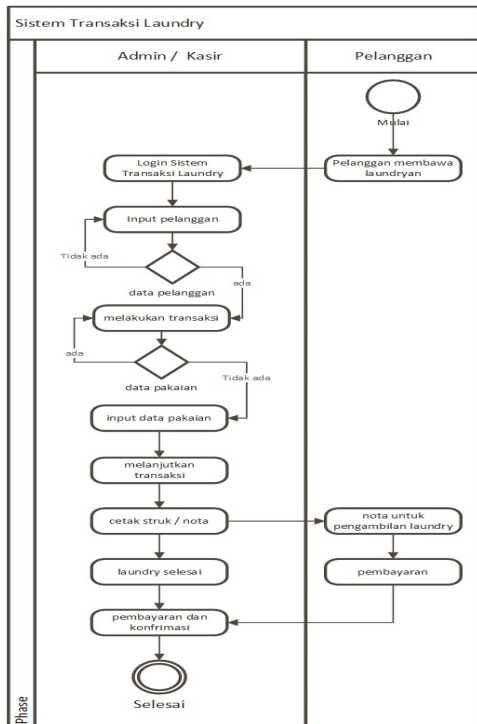 Sistem Transaksi Laundry
Admin / Kasir
Pelanggan
Mulai
Pelanggan membawa
laundryan
Login Sistem
Transaksi Laundry
Input pelanggan
Tidak ada
data pelanggan
ada
melakukan transaksi
ada
data pakaian
Tidak ada
input data pakaian
melanjutkan
transaksi
cetak struk / nota
nota untuk
pengambilan laundry
laundry selesai
pembayaran
pembayaran dan
konfrimasi
Selesai
Phase